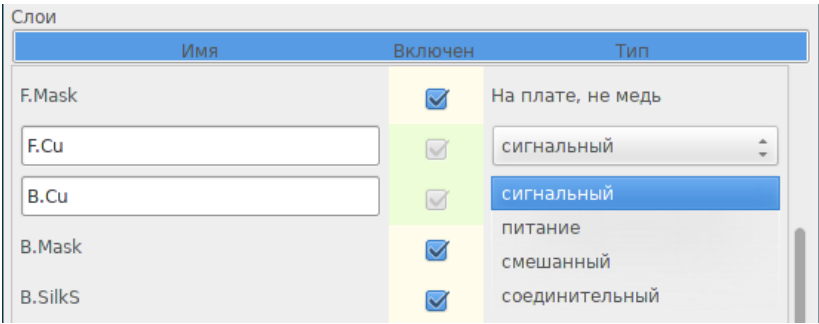 Слои
Имя Включен Тип
F.Mask На плате, не медь
F.Cu сигнальный
B.Cu сигнальный
питание
B.Mask смешанный
B.SilkS соединительный